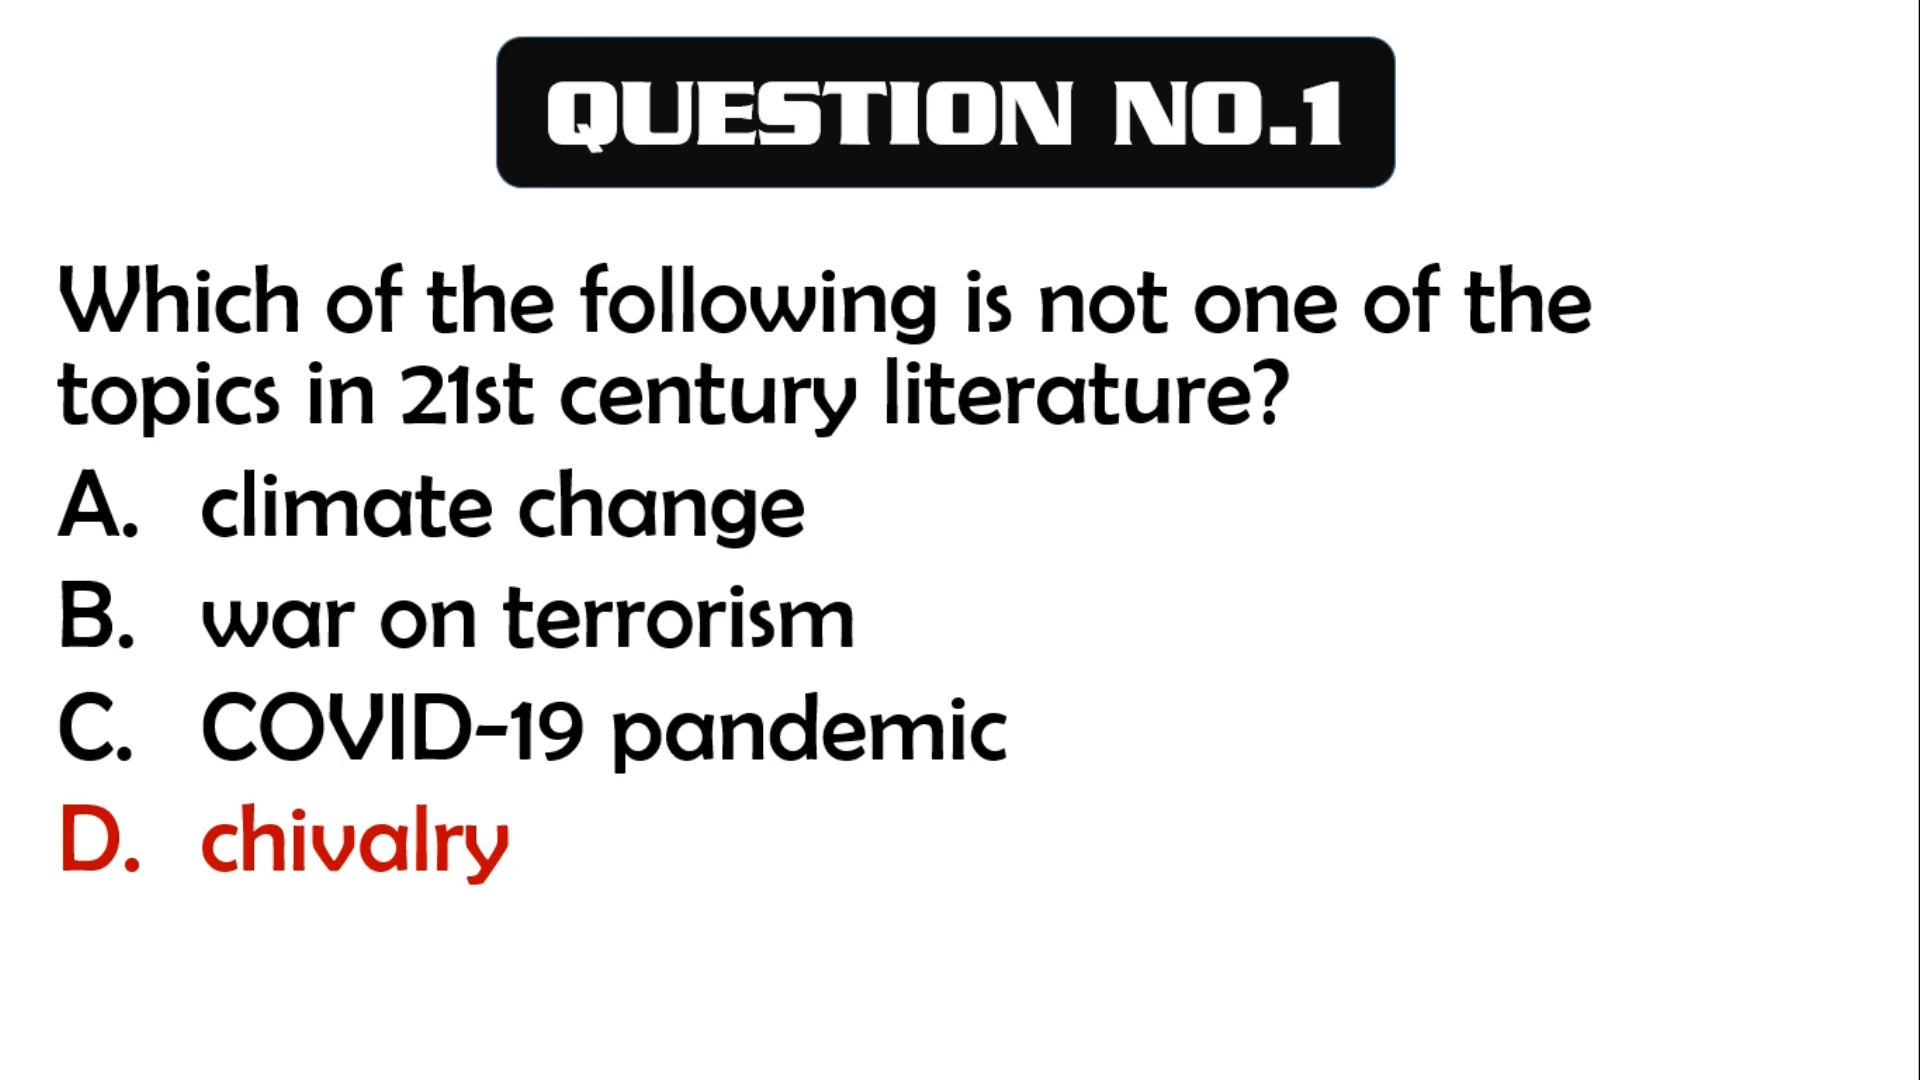 QUESTION NO.1
Which of the following is not one of the
topics in 21st century literature?
A. climate change
B. war on terrorism
C. COVID-19 pandemic
D. chivalry